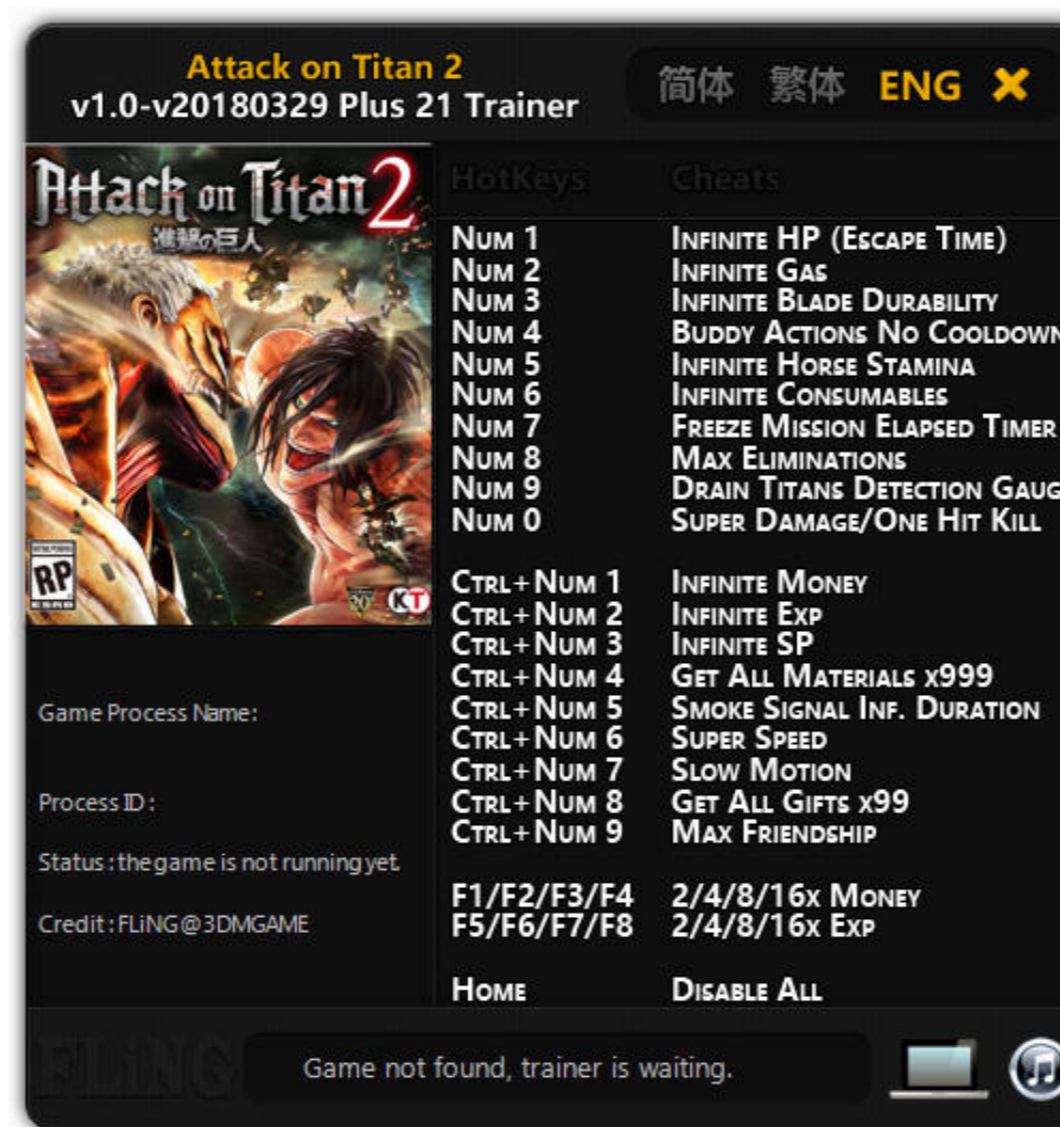 Attack on Titan 2
v1.0-v20180329 Plus 21 Trainer
简体 繁体 ENG
Attack on Titan 2
進撃の巨人
RP
KT
HotKeys Cheats
Num 1 Infinite HP (Escape Time)
Num 2 Infinite Gas
Num 3 Infinite Blade Durability
Num 4 Buddy Actions No Cooldown
Num 5 Infinite Horse Stamina
Num 6 Infinite Consumables
Num 7 Freeze Mission Elapsed Timer
Num 8 Max Eliminations
Num 9 Drain Titans Detection Gaug
Num 0 Super Damage/One Hit Kill
Ctrl+Num 1 Infinite Money
Ctrl+Num 2 Infinite Exp
Ctrl+Num 3 Infinite SP
Ctrl+Num 4 Get All Materials x999
Ctrl+Num 5 Smoke Signal Inf. Duration
Ctrl+Num 6 Super Speed
Ctrl+Num 7 Slow Motion
Ctrl+Num 8 Get All Gifts x99
Ctrl+Num 9 Max Friendship
F1/F2/F3/F4 2/4/8/16x Money
F5/F6/F7/F8 2/4/8/16x Exp
Home Disable All
Game Process Name:
Process ID :
Status : the game is not running yet.
Credit : FLiNG@3DMGAME
FLiNG
Game not found, trainer is waiting.